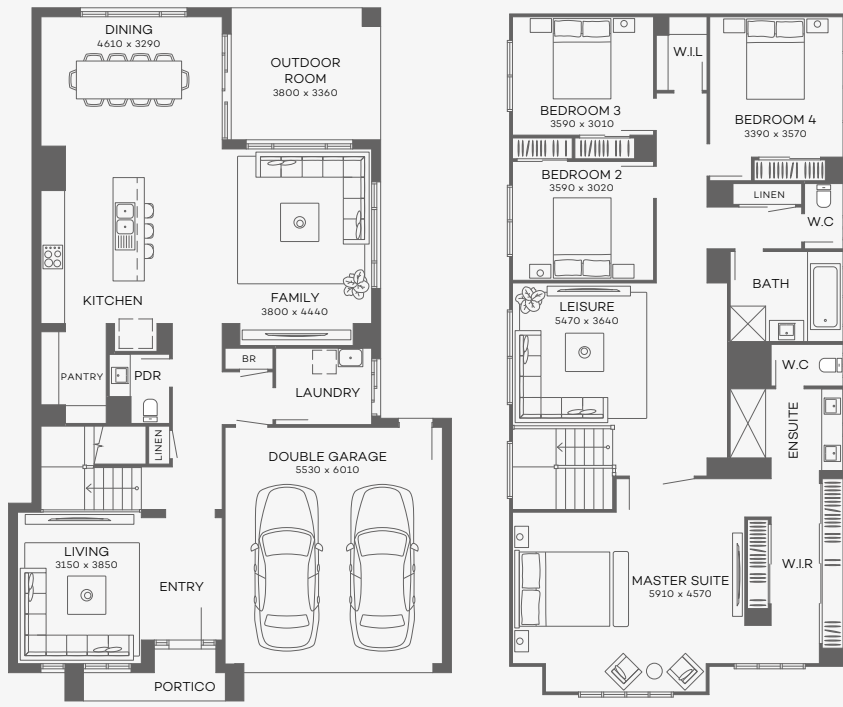 DINING
4610 x 3290
OUTDOOR
ROOM
3800 x 3360
KITCHEN
FAMILY
3800 x 4440
PANTRY
PDR
BR
LAUNDRY
LINEN
DOUBLE GARAGE
5530 x 6010
LIVING
3150 x 3850
ENTRY
PORTICO
BEDROOM 3
3590 x 3010
W.I.L
BEDROOM 4
3390 x 3570
BEDROOM 2
3590 x 3020
LINEN
W.C
BATH
LEISURE
5470 x 3640
W.C
ENSUITE
MASTER SUITE
5910 x 4570
W.I.R